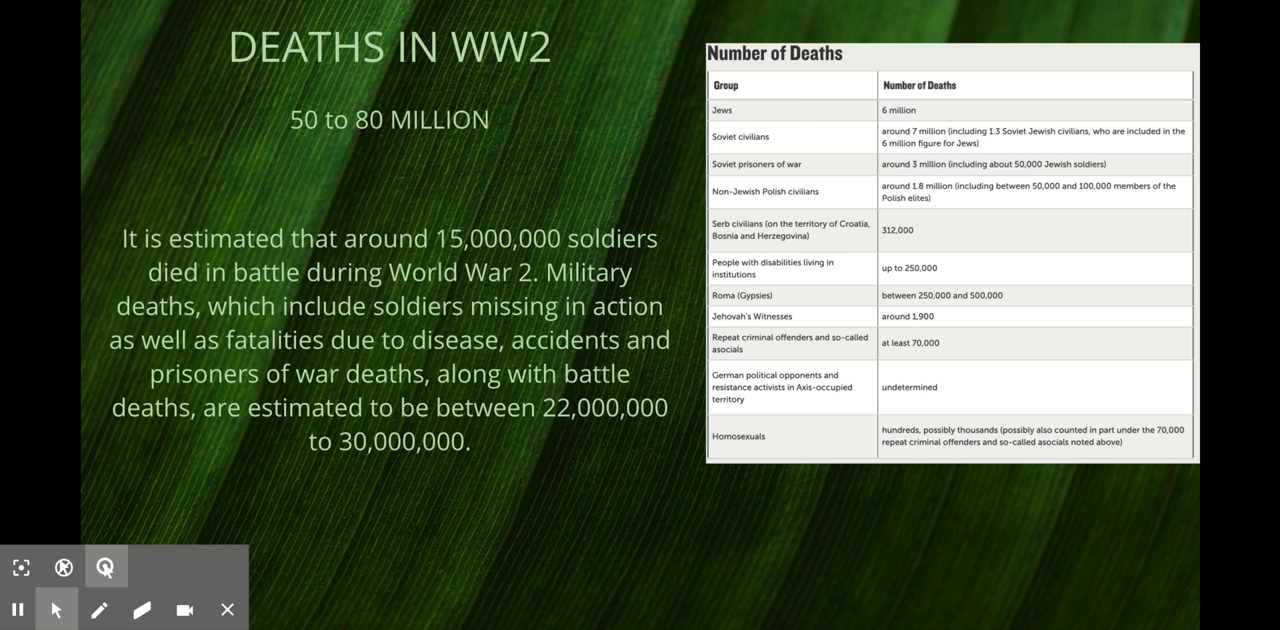 DEATHS IN WW2
50 to 80 MILLION
It is estimated that around 15,000,000 soldiers
died in battle during World War 2. Military
deaths, which include soldiers missing in action
as well as fatalities due to disease, accidents and
prisoners of war deaths, along with battle
deaths, are estimated to be between 22,000,000
to 30,000,000.
Number of Deaths
Group
Number of Deaths
Jews
6 million
Soviet civilians
around 7 million (including 1.3 Soviet Jewish civilians, who are included in the
6 million figure for Jews)
Soviet prisoners of war
around 3 million (including about 50,000 Jewish soldiers)
Non-Jewish Polish civilians
around 1.8 million (including between 50,000 and 100,000 members of the
Polish elites)
Serb civilians (on the territory of Croatia,
Bosnia and Herzegovina)
312,000
People with disabilities living in
institutions
up to 250,000
Roma (Gypsies)
between 250,000 and 500,000
Jehovah's Witnesses
around 1,900
Repeat criminal offenders and so-called
asocials
at least 70,000
German political opponents and
resistance activists in Axis-occupied
territory
undetermined
Homosexuals
hundreds, possibly thousands (possibly also counted in part under the 70,000
repeat criminal offenders and so-called asocials noted above)